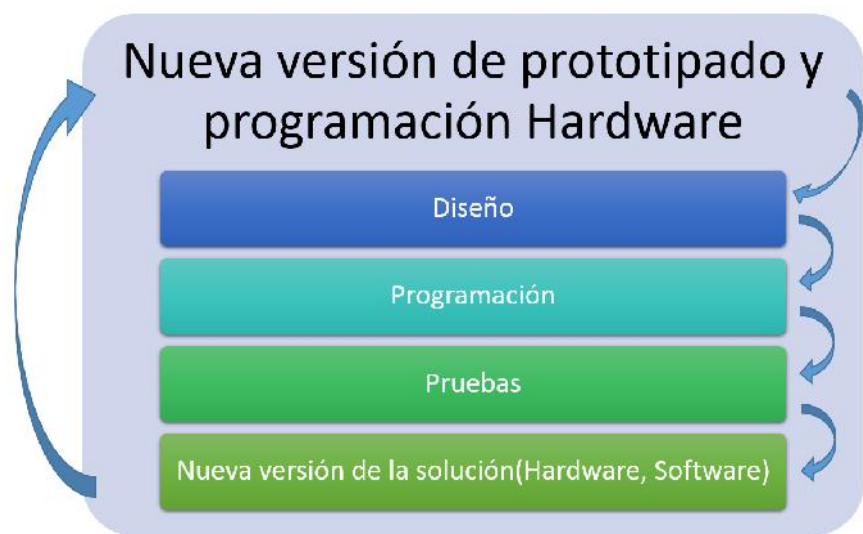 Nueva versión de prototipado y
programación Hardware
Diseño
Programación
Pruebas
Nueva versión de la solución(Hardware, Software)